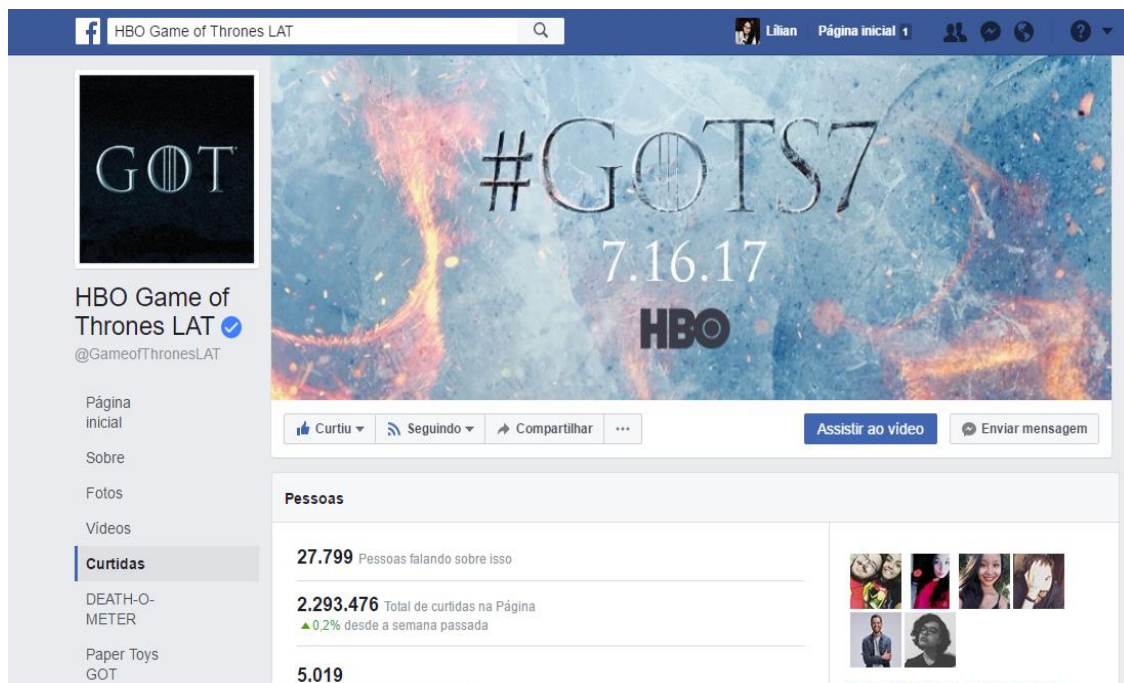 HBO Game of Thrones LAT
Lílian
Página inicial 1
GOT
#GOTS7
7.16.17
HBO
HBO Game of
Thrones LAT
@GameofThronesLAT
Página
inicial
Sobre
Fotos
Vídeos
Curtidas
DEATH-O-
METER
Paper Toys
GOT
Curtiu
Seguindo
Compartilhar
Assistir ao vídeo
Enviar mensagem
Pessoas
27.799 Pessoas falando sobre isso
2.293.476 Total de curtidas na Página
0,2% desde a semana passada
5.019